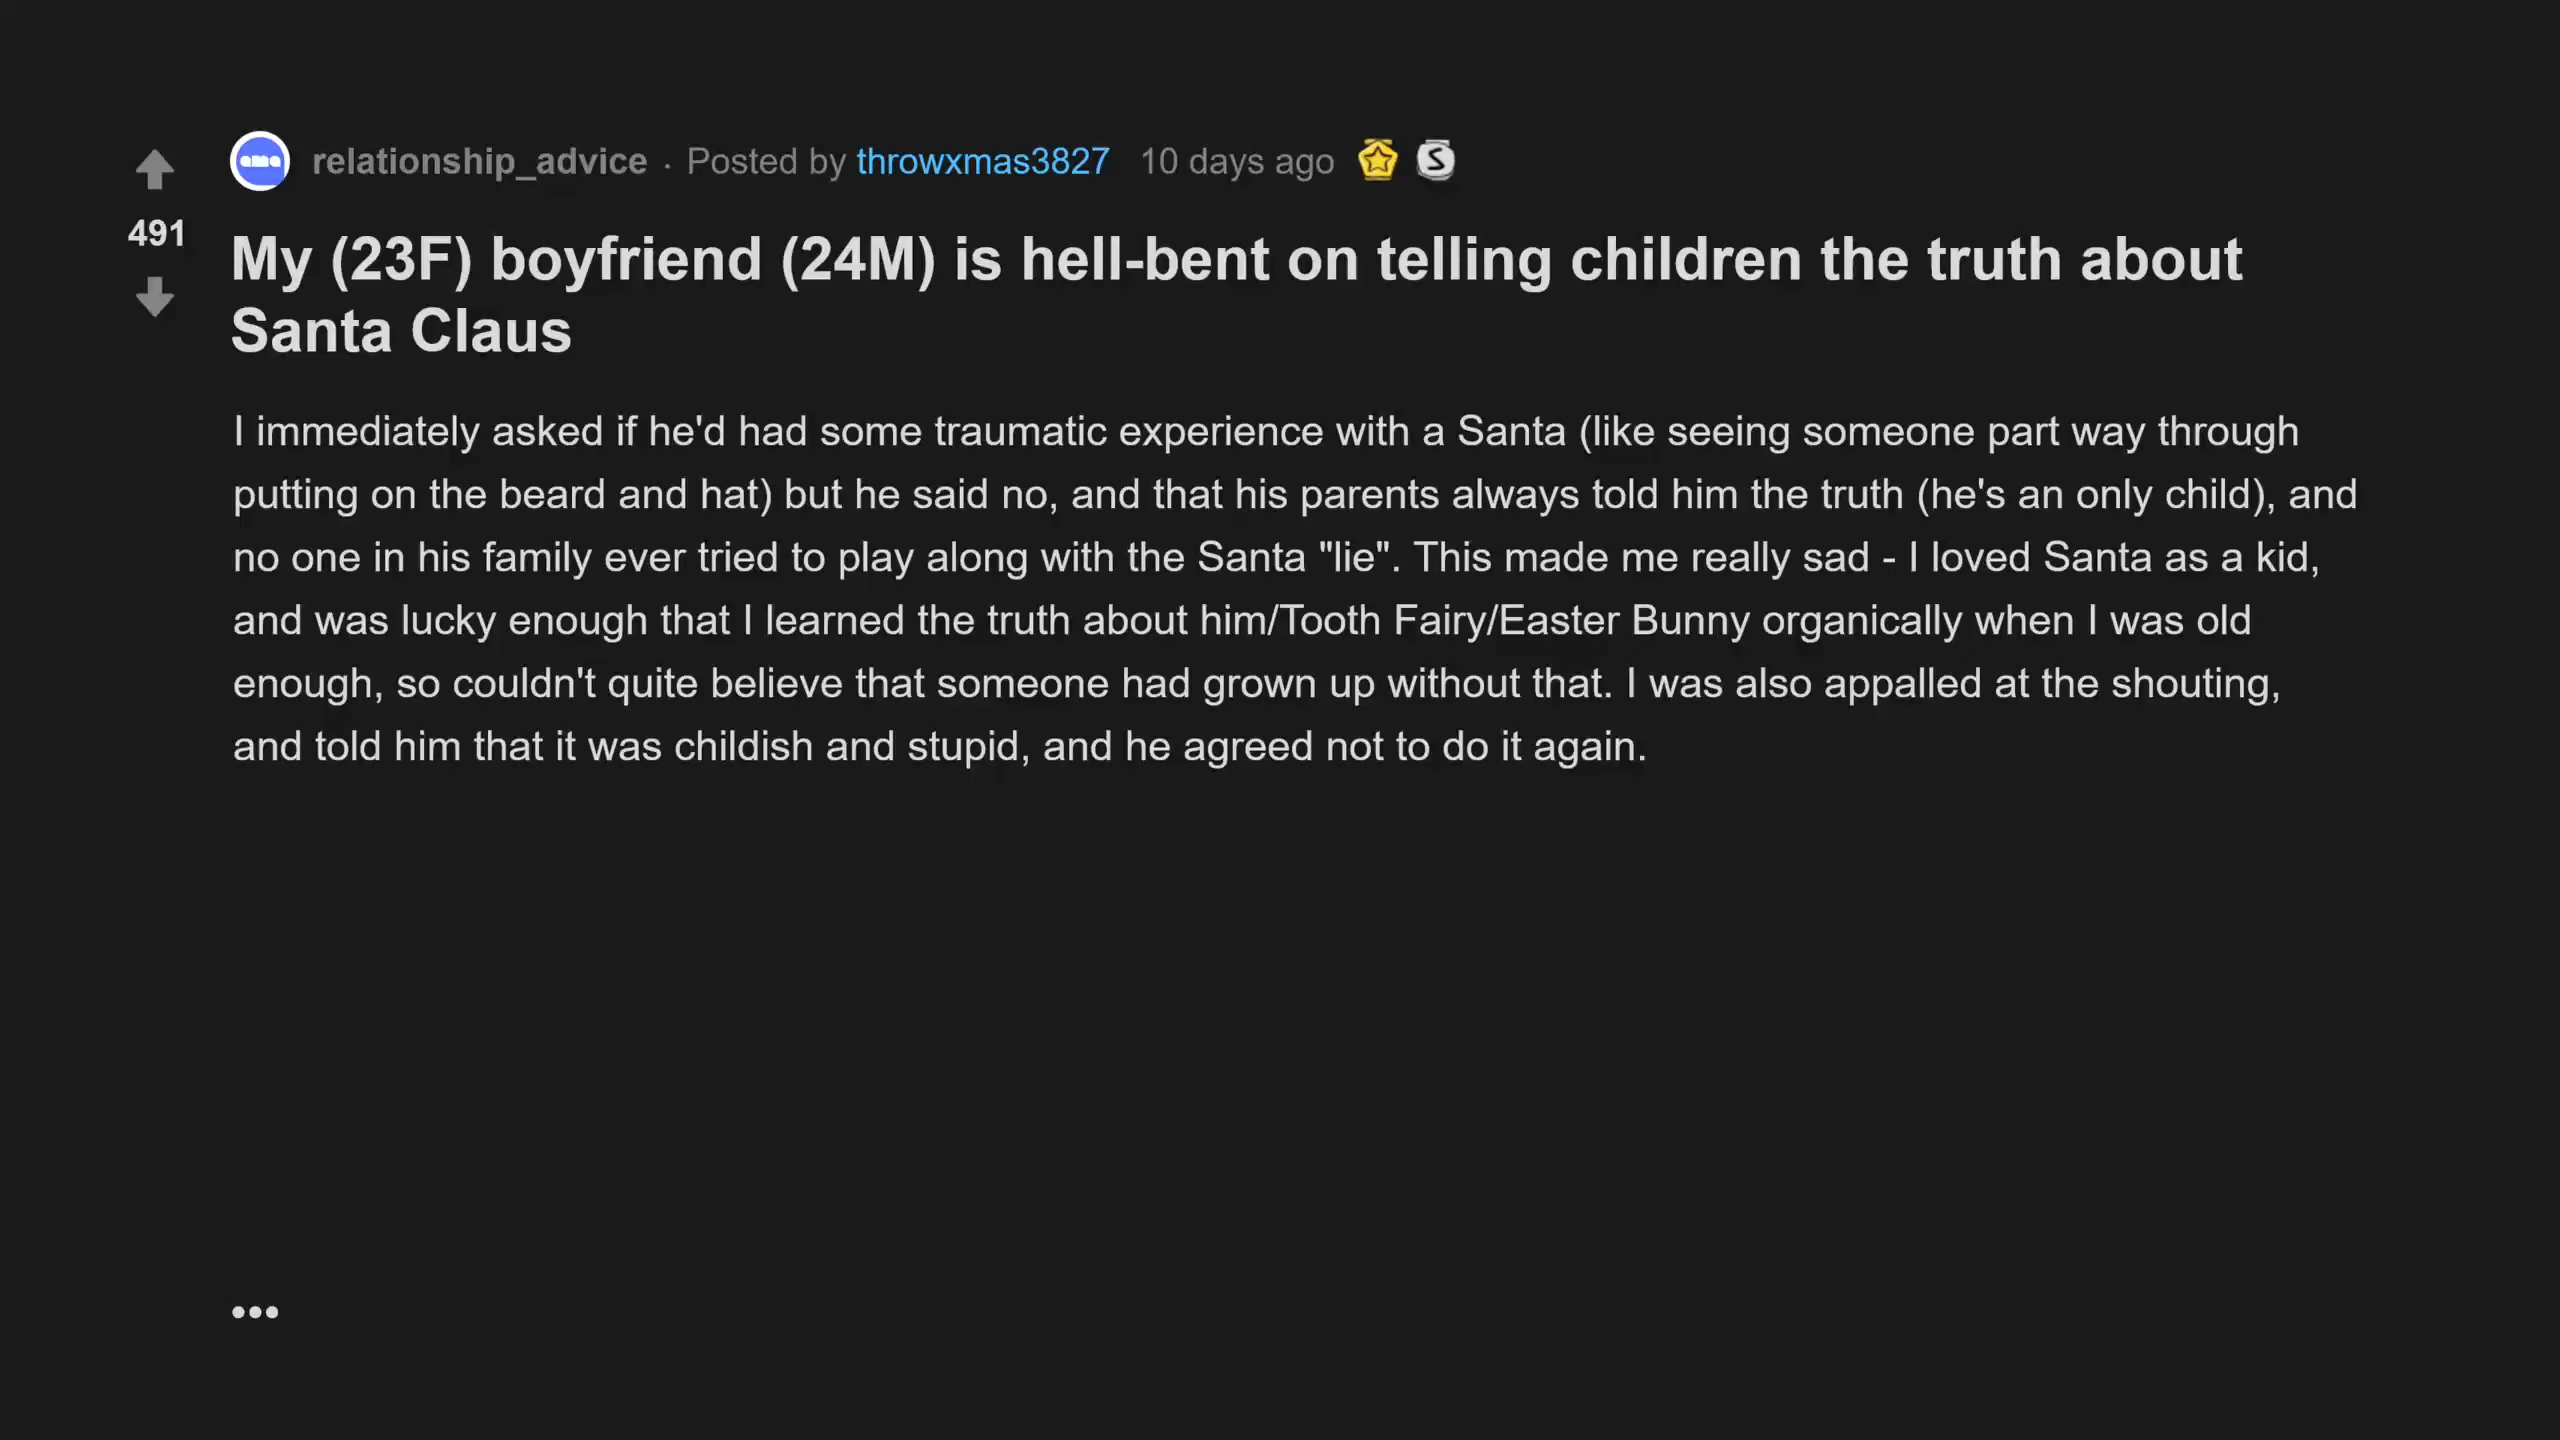 relationship_advice · Posted by throwxmas3827 10 days ago
491
My (23F) boyfriend (24M) is hell-bent on telling children the truth about
Santa Claus
I immediately asked if he'd had some traumatic experience with a Santa (like seeing someone part way through
putting on the beard and hat) but he said no, and that his parents always told him the truth (he's an only child), and
no one in his family ever tried to play along with the Santa "lie". This made me really sad - I loved Santa as a kid,
and was lucky enough that I learned the truth about him/Tooth Fairy/Easter Bunny organically when I was old
enough, so couldn't quite believe that someone had grown up without that. I was also appalled at the shouting,
and told him that it was childish and stupid, and he agreed not to do it again.
•••